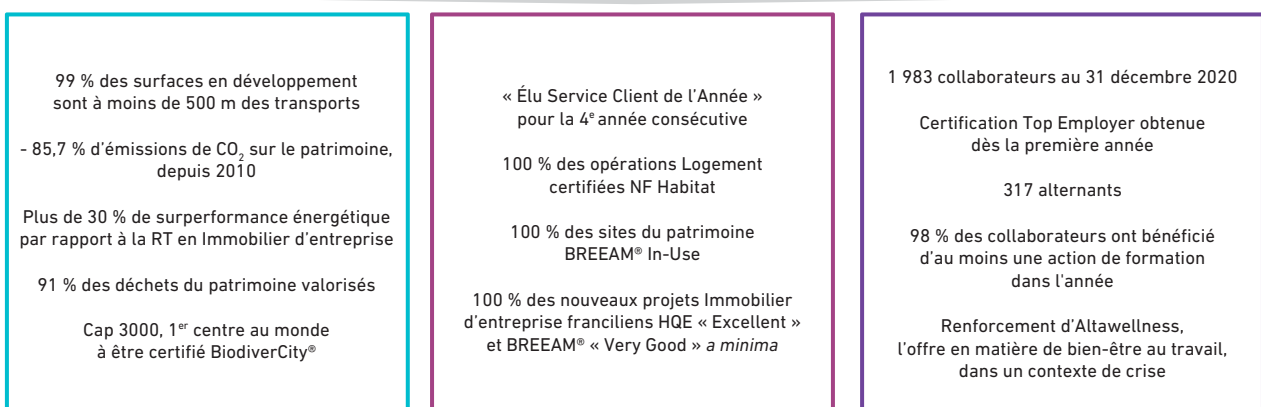 99 % des surfaces en développement
sont à moins de 500 m des transports
- 85,7 % d'émissions de CO₂ sur le patrimoine,
depuis 2010
Plus de 30 % de surperformance énergétique
par rapport à la RT en Immobilier d'entreprise
91 % des déchets du patrimoine valorisés
Cap 3000, 1er centre au monde
à être certifié BiodiverCity®
« Élu Service Client de l'Année »
pour la 4e année consécutive
100 % des opérations Logement
certifiées NF Habitat
100 % des sites du patrimoine
BREEAM® In-Use
100 % des nouveaux projets Immobilier
d'entreprise franciliens HQE « Excellent »
et BREEAM® « Very Good » a minima
1 983 collaborateurs au 31 décembre 2020
Certification Top Employer obtenue
dès la première année
317 alternants
98 % des collaborateurs ont bénéficié
d'au moins une action de formation
dans l'année
Renforcement d'Altawellness,
l'offre en matière de bien-être au travail,
dans un contexte de crise